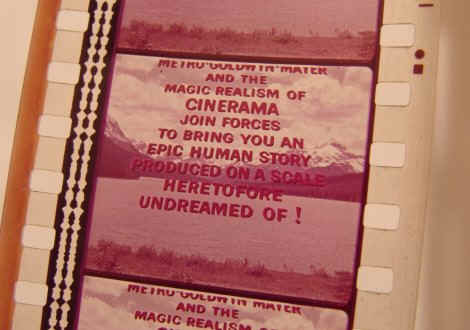 METRO-GOLDWYN-MAYER
AND THE
MAGIC REALISM OF
CINERAMA
JOIN FORCES
TO BRING YOU AN
EPIC HUMAN STORY
PRODUCED ON A SCALE
HERETOFORE
UNDREAMED OF !
METRO-GOLDWYN-MAYER
AND THE
MAGIC REALISM OF